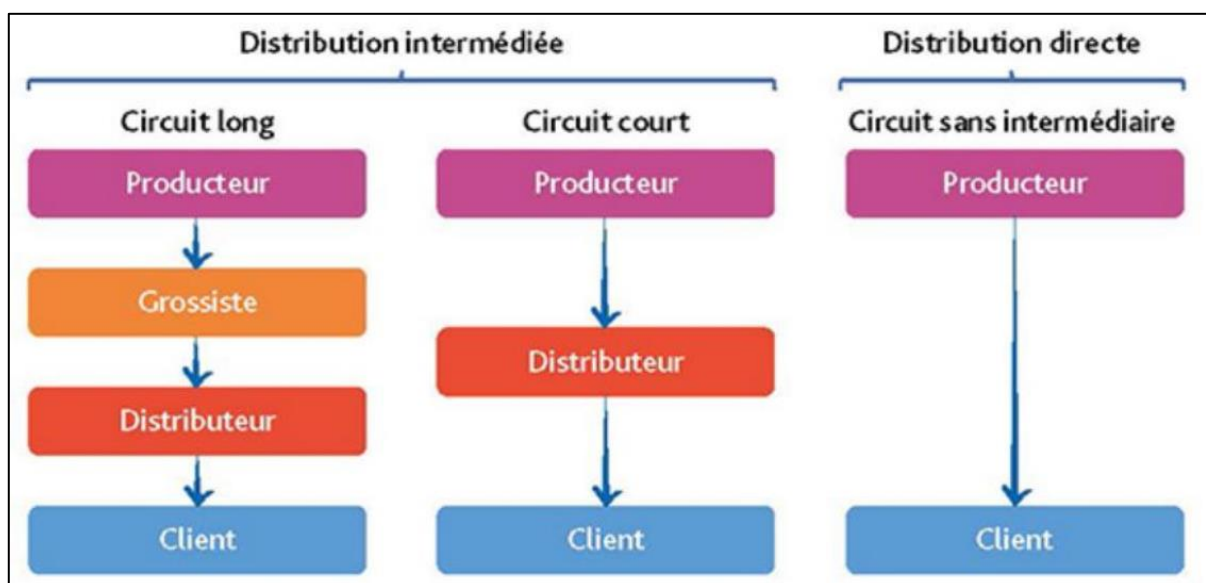 Distribution intermédiée
Distribution directe
Circuit long
Circuit court
Circuit sans intermédiaire
Producteur
Producteur
Producteur
Grossiste
Distributeur
Distributeur
Client
Client
Client